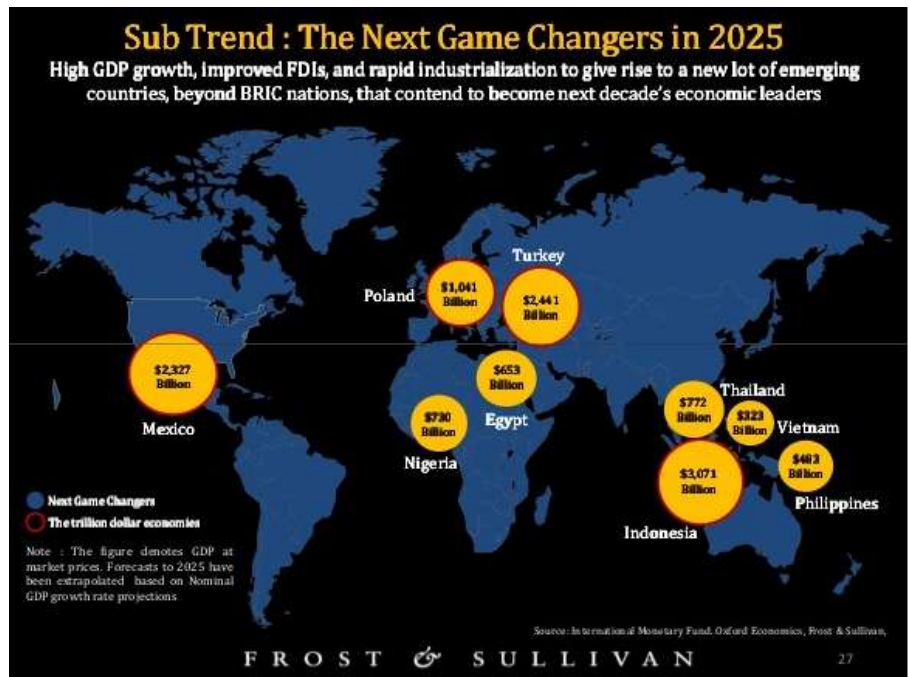 Sub Trend : The Next Game Changers in 2025
High GDP growth, improved FDIs, and rapid industrialization to give rise to a new lot of emerging
countries, beyond BRIC nations, that contend to become next decade's economic leaders
Turkey
$1,041
Billion
Poland
$2,441
Billion
$2,327
Billion
Mexico
$653
Billion
Egypt
$730
Billion
Nigeria
Thailand
$772
Billion
$323
Billion
Vietnam
$483
Billion
Philippines
$3,071
Billion
Indonesia
Next Game Changers
The trillion dollar economies
Note : The figure denotes GDP at
market prices. Forecasts to 2025 have
been extrapolated based on Nominal
GDP growth rate projections
Source: International Monetary Fund. Oxford Economics, Frost & Sullivan,
FROST & SULLIVAN
27